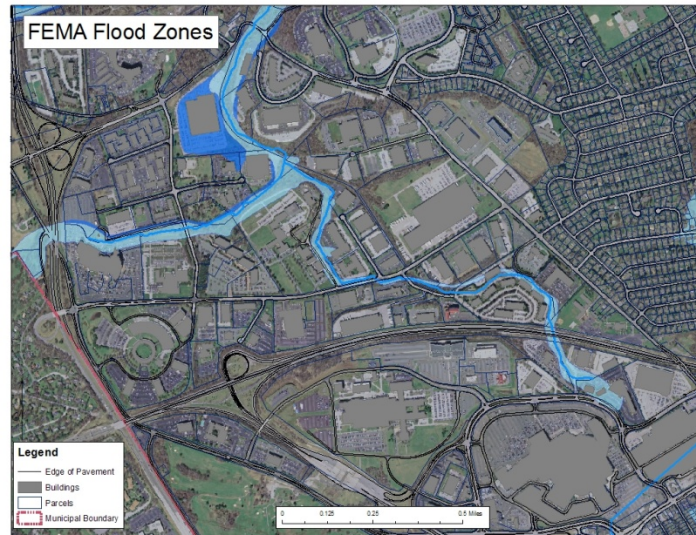 FEMA Flood Zones
Legend
Edge of Pavement
Buildings
Parcels
Municipal Boundary
0 0.125 0.25 0.5 Miles